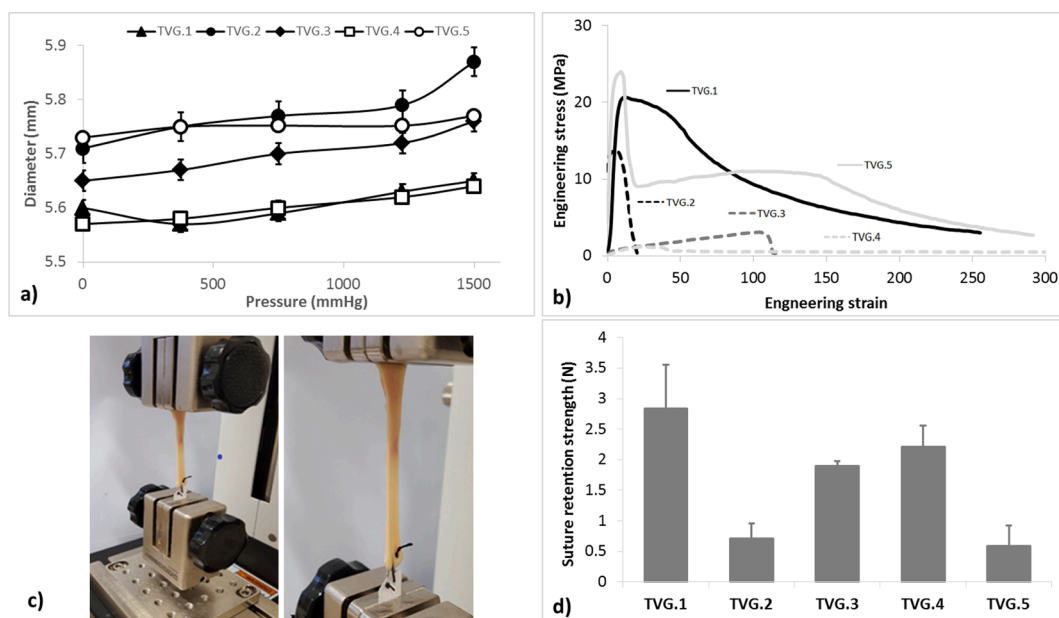 TVG.1 TVG.2 TVG.3 TVG.4 TVG.5
5.9
5.8
5.7
5.6
5.5
Diameter (mm)
0 500 1000 1500
Pressure (mmHg)
a)
b)
30
20
10
0
Engineering stress (MPa)
TVG.1
TVG.5
TVG.2
TVG.3
TVG.4
0 50 100 150 200 250 300
Engneering strain
c)
4
3.5
3
2.5
2
1.5
1
0.5
0
Suture retention strength (N)
TVG.1 TVG.2 TVG.3 TVG.4 TVG.5
d)